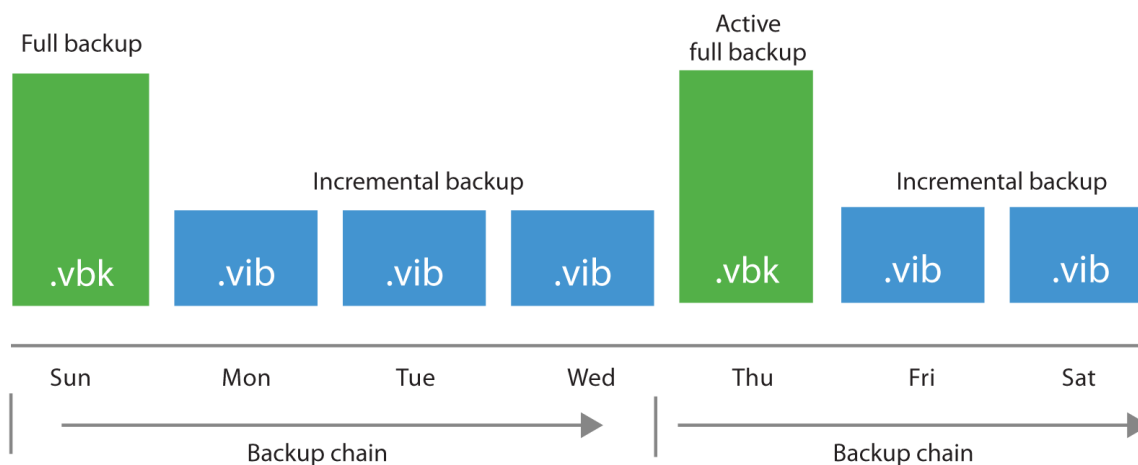 Full backup
Active
full backup
Incremental backup
Incremental backup
.vbk
.vib
.vib
.vib
.vbk
.vib
.vib
Sun
Mon
Tue
Wed
Thu
Fri
Sat
Backup chain
Backup chain